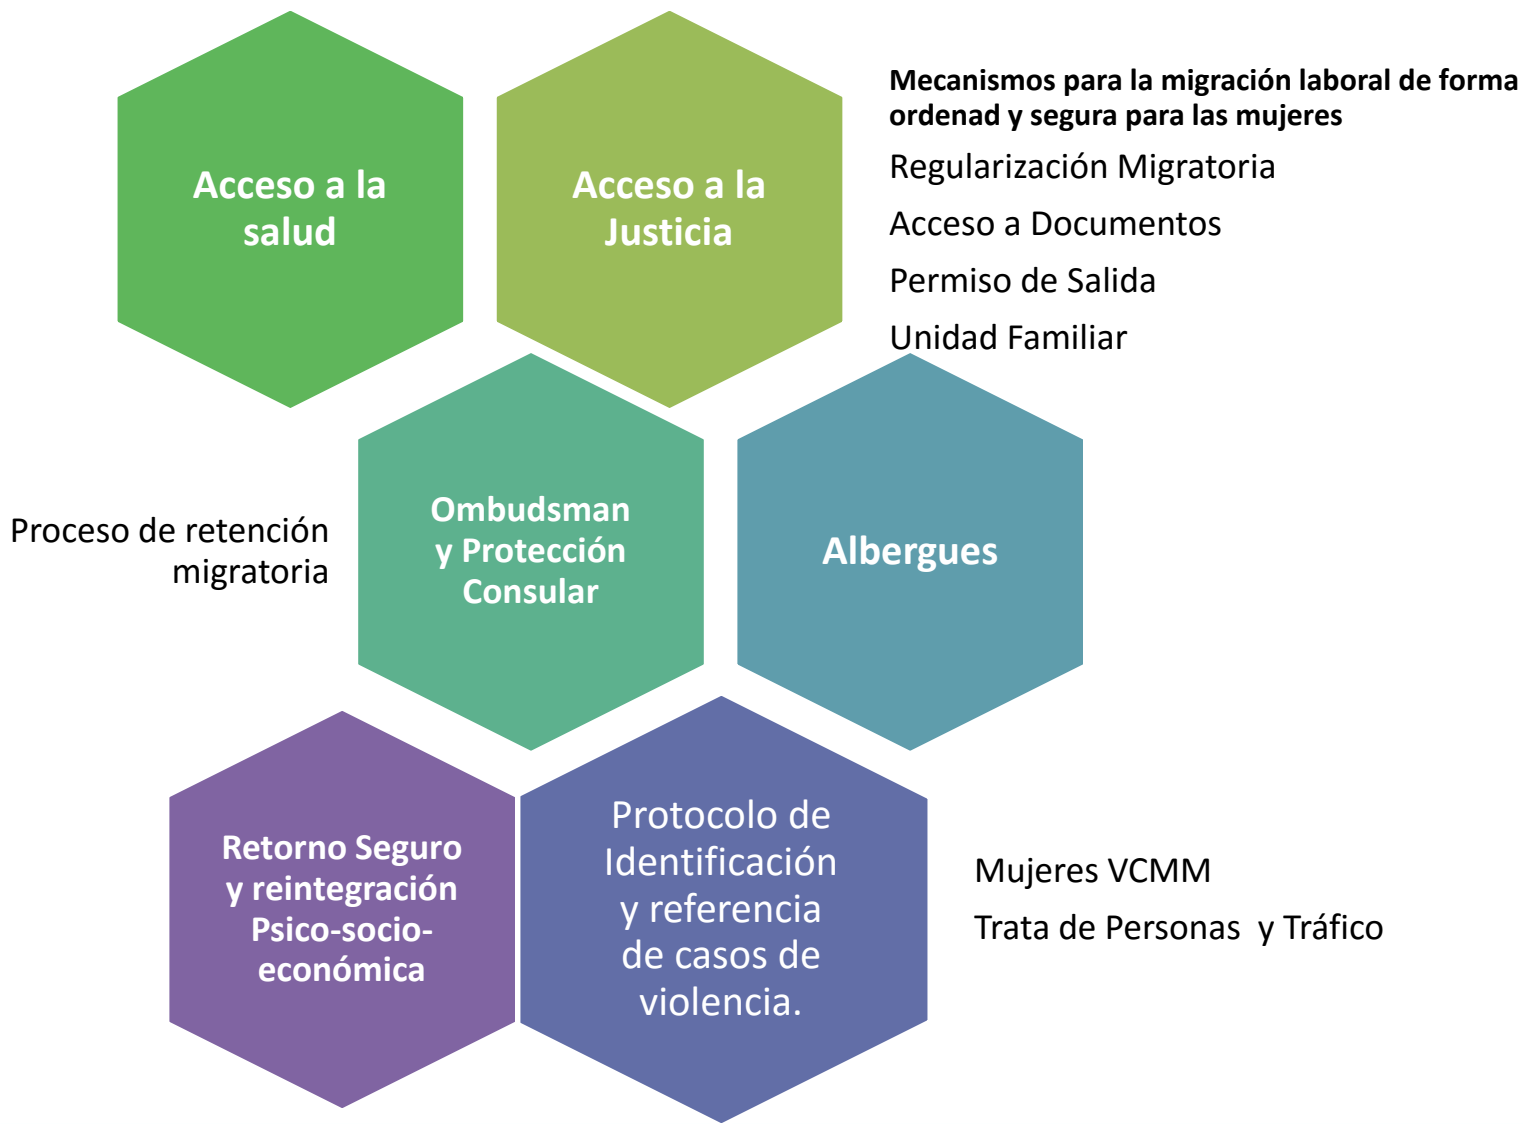 Acceso a la
salud
Acceso a la
Justicia
Mecanismos para la migración laboral de forma
ordenad y segura para las mujeres
Regularización Migratoria
Acceso a Documentos
Permiso de Salida
Unidad Familiar
Proceso de retención
migratoria
Ombudsman
y Protección
Consular
Albergues
Retorno Seguro
y reintegración
Psico-socio-
económica
Protocolo de
Identificación
y referencia
de casos de
violencia.
Mujeres VCMM
Trata de Personas  y Tráfico